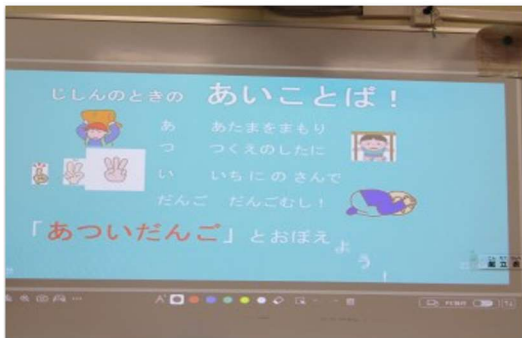 じしんのときの あいことば！
あ あたまをまもり
つ つくえのしたに
い いち に の さんで
だんご だんごむし！
「あついだんご」とおぼえよう！